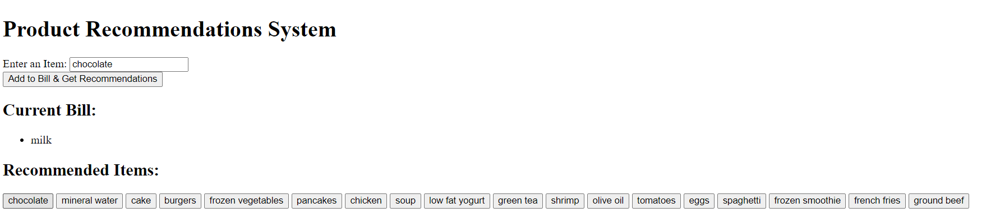 Product Recommendations System
Enter an Item: chocolate
Add to Bill & Get Recommendations
Current Bill:
• milk
Recommended Items:
chocolate mineral water cake burgers frozen vegetables pancakes chicken soup low fat yogurt green tea shrimp olive oil tomatoes eggs spaghetti frozen smoothie french fries ground beef